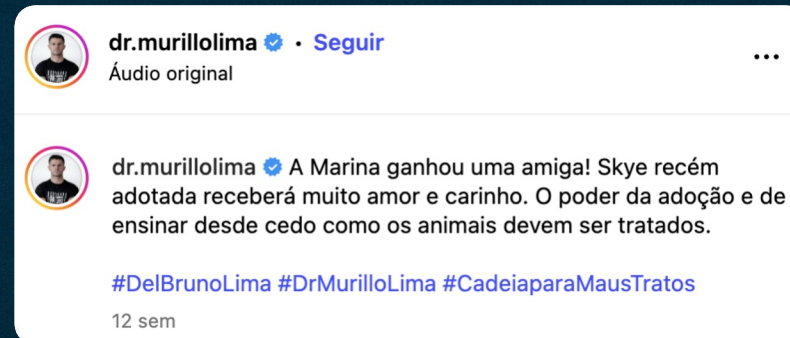 dr.murillolima • Seguir
Áudio original
dr.murillolima A Marina ganhou uma amiga! Skye recém
adotada receberá muito amor e carinho. O poder da adoção e de
ensinar desde cedo como os animais devem ser tratados.
#DelBrunoLima #DrMurilloLima #CadeiaparaMausTratos
12 sem